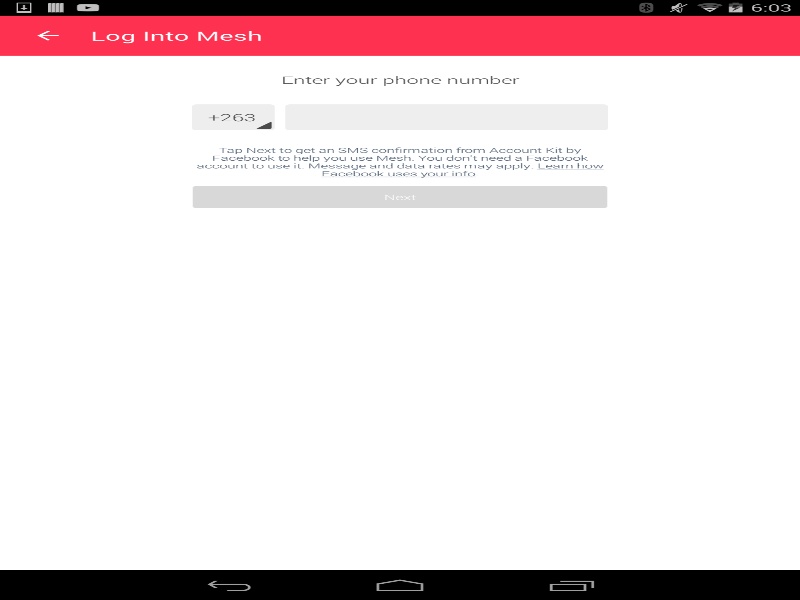 6:03
Log Into Mesh
Enter your phone number
+263
Tap Next to get an SMS confirmation from Account Kit by
Facebook to help you use Mesh. You don't need a Facebook
account to use it. Message and data rates may apply. Learn how
Facebook uses your info.
Next